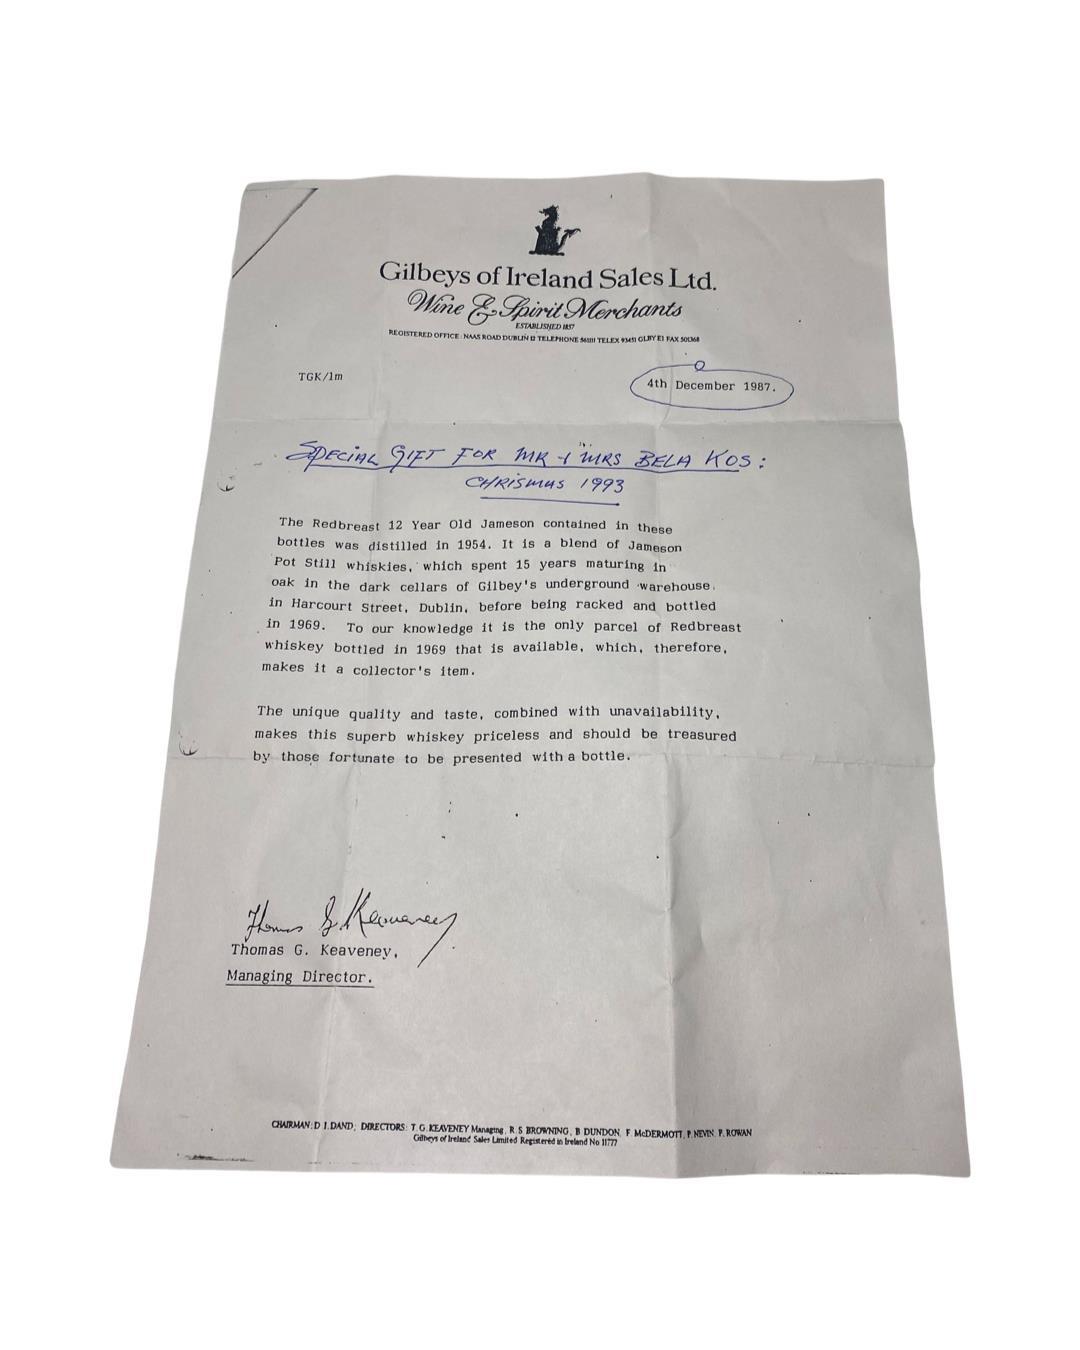 Gilbeys of Ireland Sales Ltd.
Wine & Spirit Merchants
ESTABLISHED 1857
REGISTERED OFFICE: NAAS ROAD DUBLIN 12 TELEPHONE TELEX 93451 GLBY EI FAX 501368
TGK/lm
4th December 1987.
SPECIAL GIFT FOR MR & MRS BELA KOS:
CHRISMUS 1993
The Redbreast 12 Year Old Jameson contained in these
bottles was distilled in 1954. It is a blend of Jameson
Pot Still whiskies, which spent 15 years maturing in
oak in the dark cellars of Gilbey's underground warehouse
in Harcourt Street, Dublin, before being racked and bottled
in 1969. To our knowledge it is the only parcel of Redbreast
whiskey bottled in 1969 that is available, which, therefore,
makes it a collector's item.
The unique quality and taste, combined with unavailability,
makes this superb whiskey priceless and should be treasured
by those fortunate to be presented with a bottle.
Thomas G. Keaveney
Thomas G. Keaveney,
Managing Director.
CHAIRMAN: D. I. DAND, DIRECTORS: T. G. KEAVENEY Managing, R. S. BROWNING, B. DUNDON, F. McDERMOTT, P. NEVIN, P. ROWAN
Gilbeys of Ireland Sales Limited Registered in Ireland No 11777